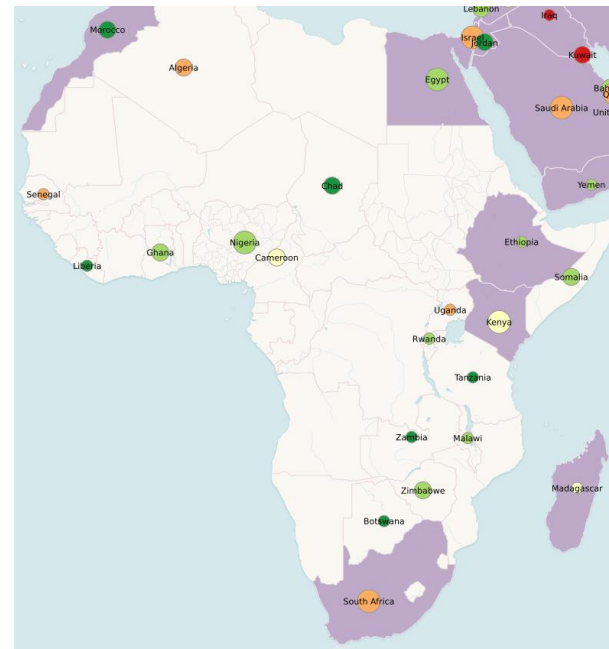 Lebanon
Morocco
Iraq
Israel
Jordan
Kuwait
Algeria
Egypt
Bah
Q
Saudi Arabia
Unit
Chad
Yemen
Senegal
Nigeria
Ethiopia
Ghana
Cameroon
Liberia
Somalia
Uganda
Kenya
Rwanda
Tanzania
Zambia
Malawi
Zimbabwe
Madagascar
Botswana
South Africa